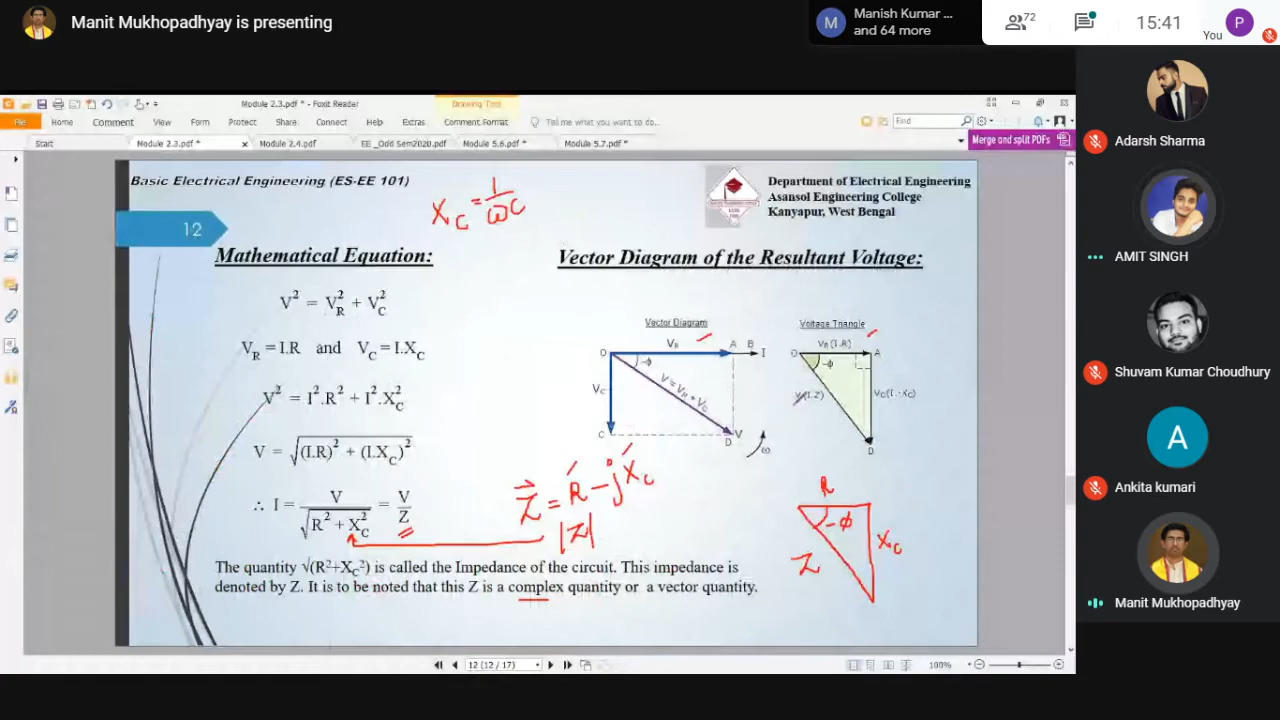 Manit Mukhopadhyay is presenting
Manish Kumar ...
and 64 more
72
15:41
You
Module 2.3.pdf * - Foxit Reader
Drawing Tool
File Home Comment View Form Protect Share Connect Help Extras Comment Format Tell me what you want to do... Find
Start Module 2.3.pdf * Module 2.4.pdf EE _Odd Sem2020.pdf Module 5.6.pdf * Module 5.7.pdf * Merge and split PDFs
Basic Electrical Engineering (ES-EE 101)
X_C = 1/ωC
Department of Electrical Engineering
Asansol Engineering College
Kanyapur, West Bengal
12
Mathematical Equation:
V² = V_R² + V_C²
V_R = I.R and V_C = I.X_C
V² = I².R² + I².X_C²
V = √(I.R)² + (I.X_C)²
∴ I = V/√R² + X_C² = V/Z
The quantity √(R²+X_C²) is called the Impedance of the circuit. This impedance is
denoted by Z. It is to be noted that this Z is a complex quantity or a vector quantity.
Vector Diagram of the Resultant Voltage:
Vector Diagram
V_R A B
O I
-ϕ
V_C
V = V_R + V_C
C D V
ω
Voltage Triangle
V_R (I.R)
O A
-ϕ
V(I.Z) V_C(I.-X_C)
D
Z = R - jX_C
|Z|
R
-ϕ
Z X_C
12 (12 / 17)
100%
Adarsh Sharma
AMIT SINGH
Shuvam Kumar Choudhury
Ankita kumari
Manit Mukhopadhyay
M
P
A